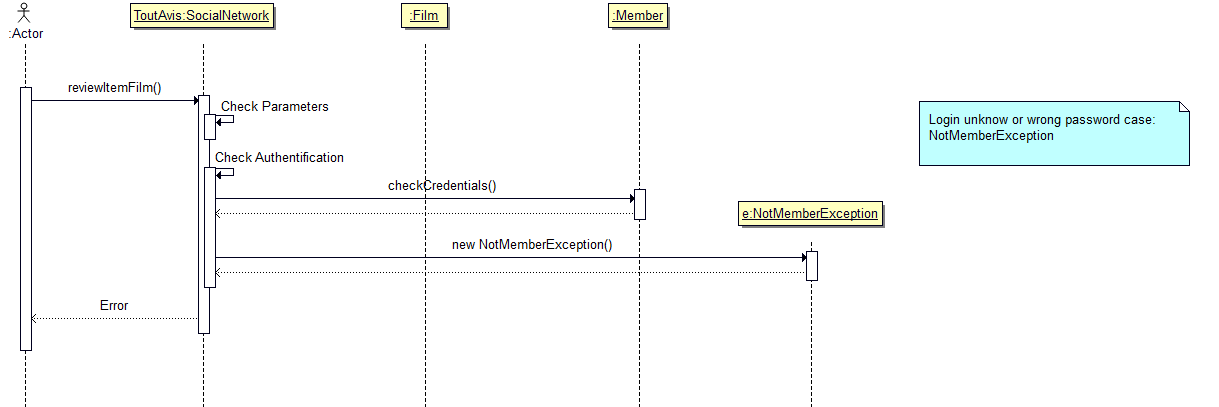 :Actor
ToutAvis:SocialNetwork
:Film
:Member
reviewItemFilm()
Check Parameters
Login unknow or wrong password case:
NotMemberException
Check Authentification
checkCredentials()
e:NotMemberException
new NotMemberException()
Error